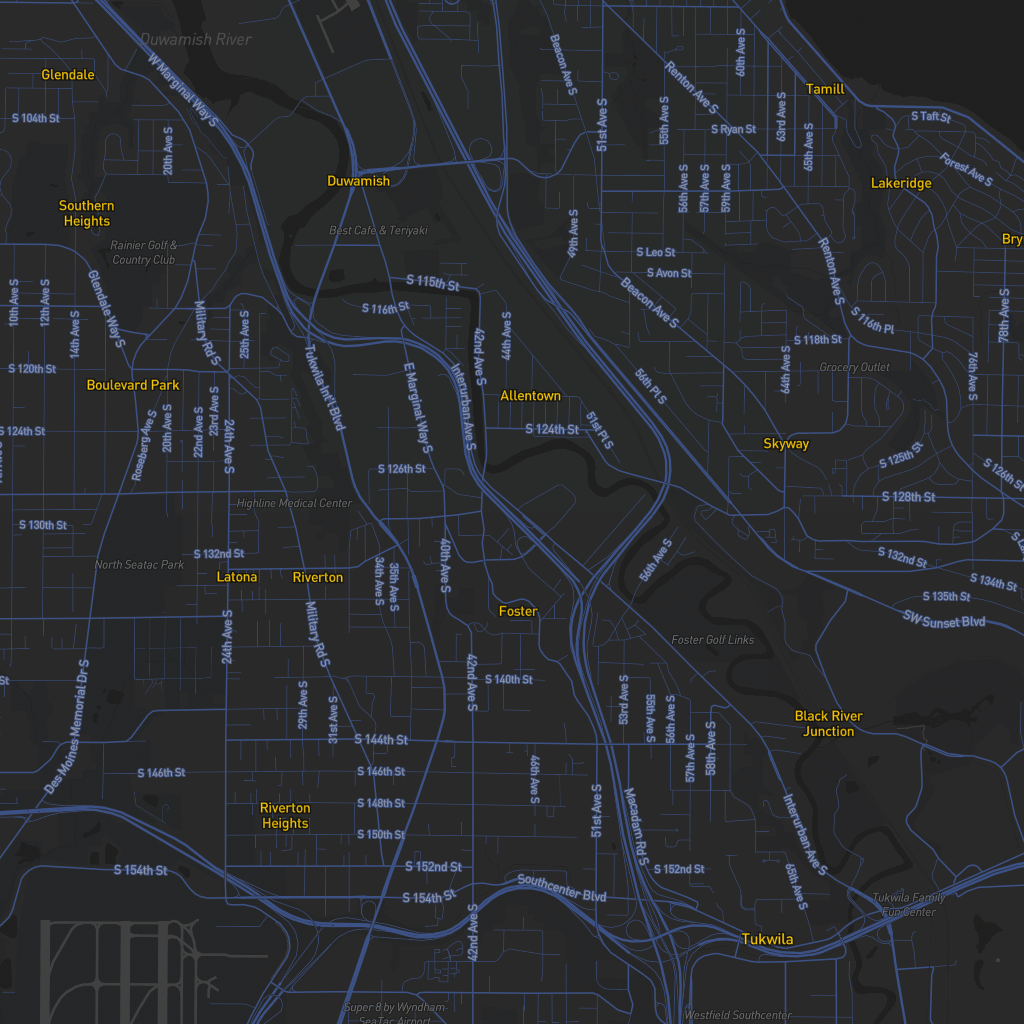 Duwamish River
Glendale
W Marginal Way S
Beacon Ave S
60th Ave S
Renton Ave S
Tamill
S 104th St
20th Ave S
51st Ave S
55th Ave S
S Ryan St
63rd Ave S
65th Ave S
S Taft St
Forest Ave S
Duwamish
56th Ave S
57th Ave S
59th Ave S
Lakeridge
Southern
Heights
Best Cafe & Teriyaki
49th Ave S
Rainier Golf &
Country Club
Bry
S Leo St
S Avon St
Renton Ave S
10th Ave S
12th Ave S
14th Ave S
Glendale Way S
S 115th St
S 116th St
Beacon Ave S
S 116th Pl
78th Ave S
Military Rd S
25th Ave S
42nd Ave S
44th Ave S
S 118th St
64th Ave S
Grocery Outlet
76th Ave S
S 120th St
Boulevard Park
Tukwila Int'l Blvd
E Marginal Way S
Interurban Ave S
Allentown
56th Pl S
S 124th St
Roseberg Ave S
20th Ave S
22nd Ave S
23rd Ave S
24th Ave S
S 124th St
51st Pl S
Skyway
S 125th St
S 126th St
S 126th St
S 128th St
Highline Medical Center
S 130th St
S 132nd St
North Seatac Park
Latona
Riverton
34th Ave S
35th Ave S
40th Ave S
56th Ave S
S 132nd St
S 134th St
S 135th St
SW Sunset Blvd
Foster
24th Ave S
Military Rd S
Foster Golf Links
Des Moines Memorial Dr S
42nd Ave S
S 140th St
29th Ave S
31st Ave S
53rd Ave S
55th Ave S
56th Ave S
57th Ave S
58th Ave S
Black River
Junction
S 144th St
S 146th St
S 146th St
46th Ave S
Riverton
Heights
S 148th St
51st Ave S
Macadam Rd S
Interurban Ave S
S 150th St
S 154th St
S 152nd St
S 152nd St
65th Ave S
S 154th St
Southcenter Blvd
Tukwila Family
Fun Center
42nd Ave S
Tukwila
Super 8 by Wyndham
SeaTac Airport
Westfield Southcenter